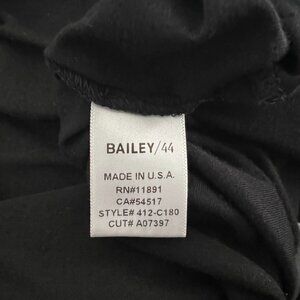 BAILEY/44
MADE IN U.S.A.
RN#11891
CA#54517
STYLE# 412-C180
CUT# A07397